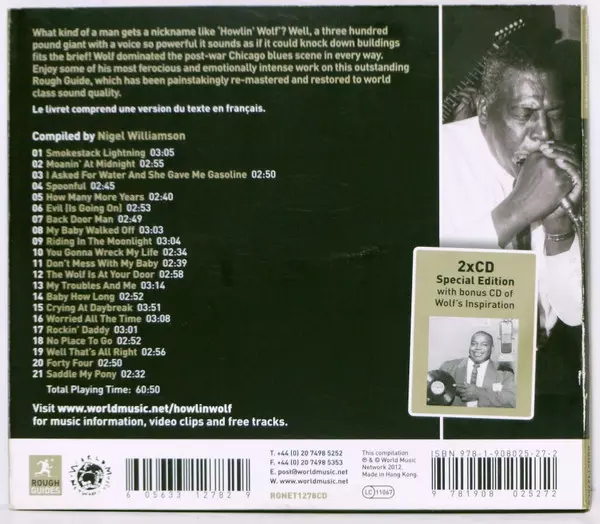 What kind of a man gets a nickname like 'Howlin' Wolf'? Well, a three hundred
pound giant with a voice so powerful it sounds as if it could knock down buildings
fits the brief! Wolf dominated the post-war Chicago blues scene in every way.
Enjoy some of his most ferocious and emotionally intense work on this outstanding
Rough Guide, which has been painstakingly re-mastered and restored to world
class sound quality.
Le livret comprend une version du texte en français.
Compiled by Nigel Williamson
01 Smokestack Lightning 03:05
02 Moanin' At Midnight 02:55
03 I Asked For Water And She Gave Me Gasoline 02:50
04 Spoonful 02:45
05 How Many More Years 02:40
06 Evil (Is Going On) 02:53
07 Back Door Man 02:49
08 My Baby Walked Off 03:03
09 Riding In The Moonlight 03:04
10 You Gonna Wreck My Life 02:34
11 Don't Mess With My Baby 02:39
12 The Wolf Is At Your Door 02:58
13 My Troubles And Me 03:14
14 Baby How Long 02:52
15 Crying At Daybreak 03:51
16 Worried All The Time 03:08
17 Rockin' Daddy 03:01
18 No Place To Go 02:52
19 Well That's All Right 02:56
20 Forty Four 02:50
21 Saddle My Pony 02:32
Total Playing Time: 60:50
Visit www.worldmusic.net/howlinwolf
for music information, video clips and free tracks.
2xCD
Special Edition
with bonus CD of
Wolf's Inspiration
ROUGH
GUIDES
6 05633 12782 9
T. +44 (0) 20 7498 5252
F. +44 (0) 20 7498 5353
E. post@worldmusic.net
W. www.worldmusic.net
RGNET1278CD
This compilation
℗ & © World Music
Network 2012.
Made in Hong Kong.
LC 11067
ISBN 978-1-908025-27-2
9 781908 025272